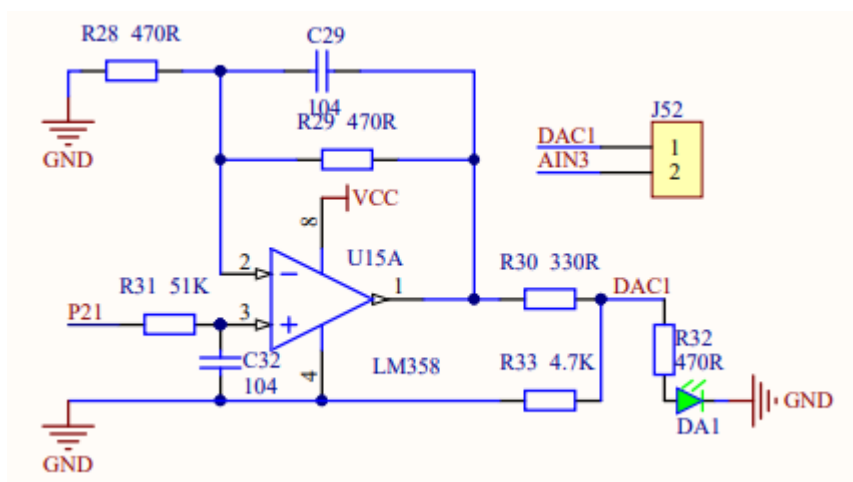 R28 470R
C29
104
R29 470R
GND
J52
DAC1
1
AIN3
2
VCC
8
U15A
2
1
R30 330R
DAC1
R31 51K
P21
3
R32
470R
C32
104
4
LM358
R33 4.7K
GND
DA1
GND